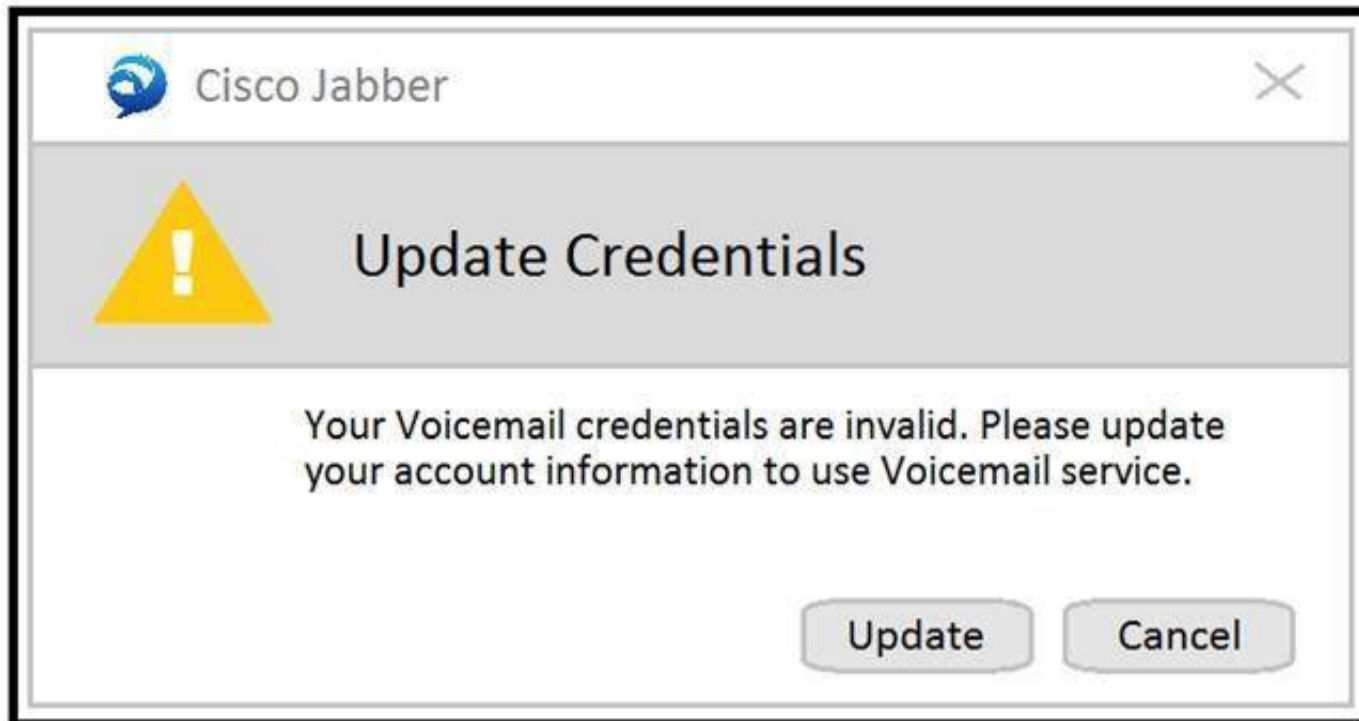 Cisco Jabber
Update Credentials
Your Voicemail credentials are invalid. Please update
your account information to use Voicemail service.
Update Cancel